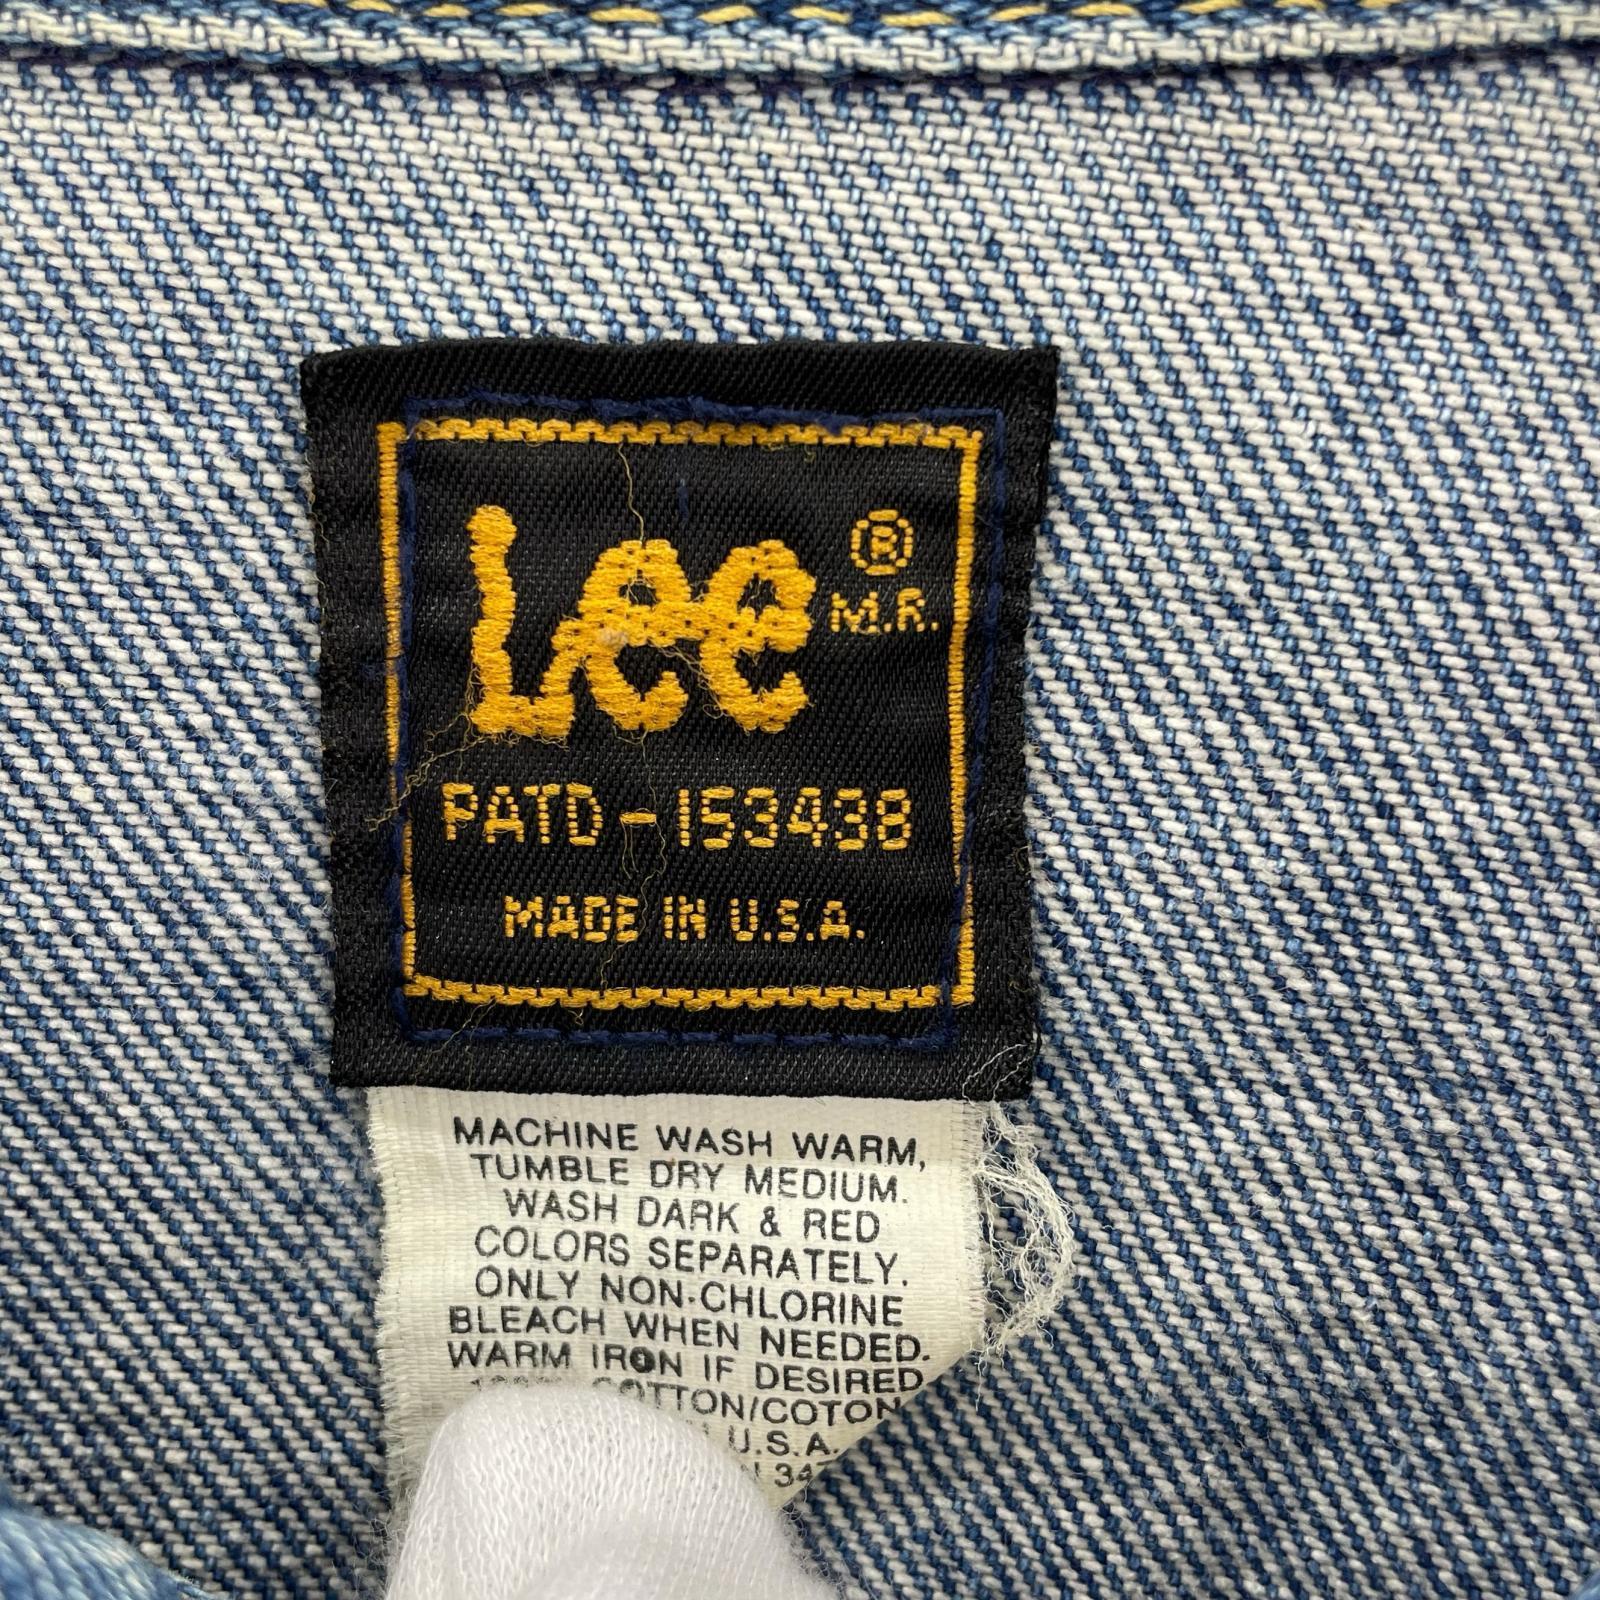 Lee ®
M.R.
PATD-153438
MADE IN U.S.A.
MACHINE WASH WARM,
TUMBLE DRY MEDIUM.
WASH DARK & RED
COLORS SEPARATELY.
ONLY NON-CHLORINE
BLEACH WHEN NEEDED.
WARM IRON IF DESIRED
COTTON/COTON
U.S.A.